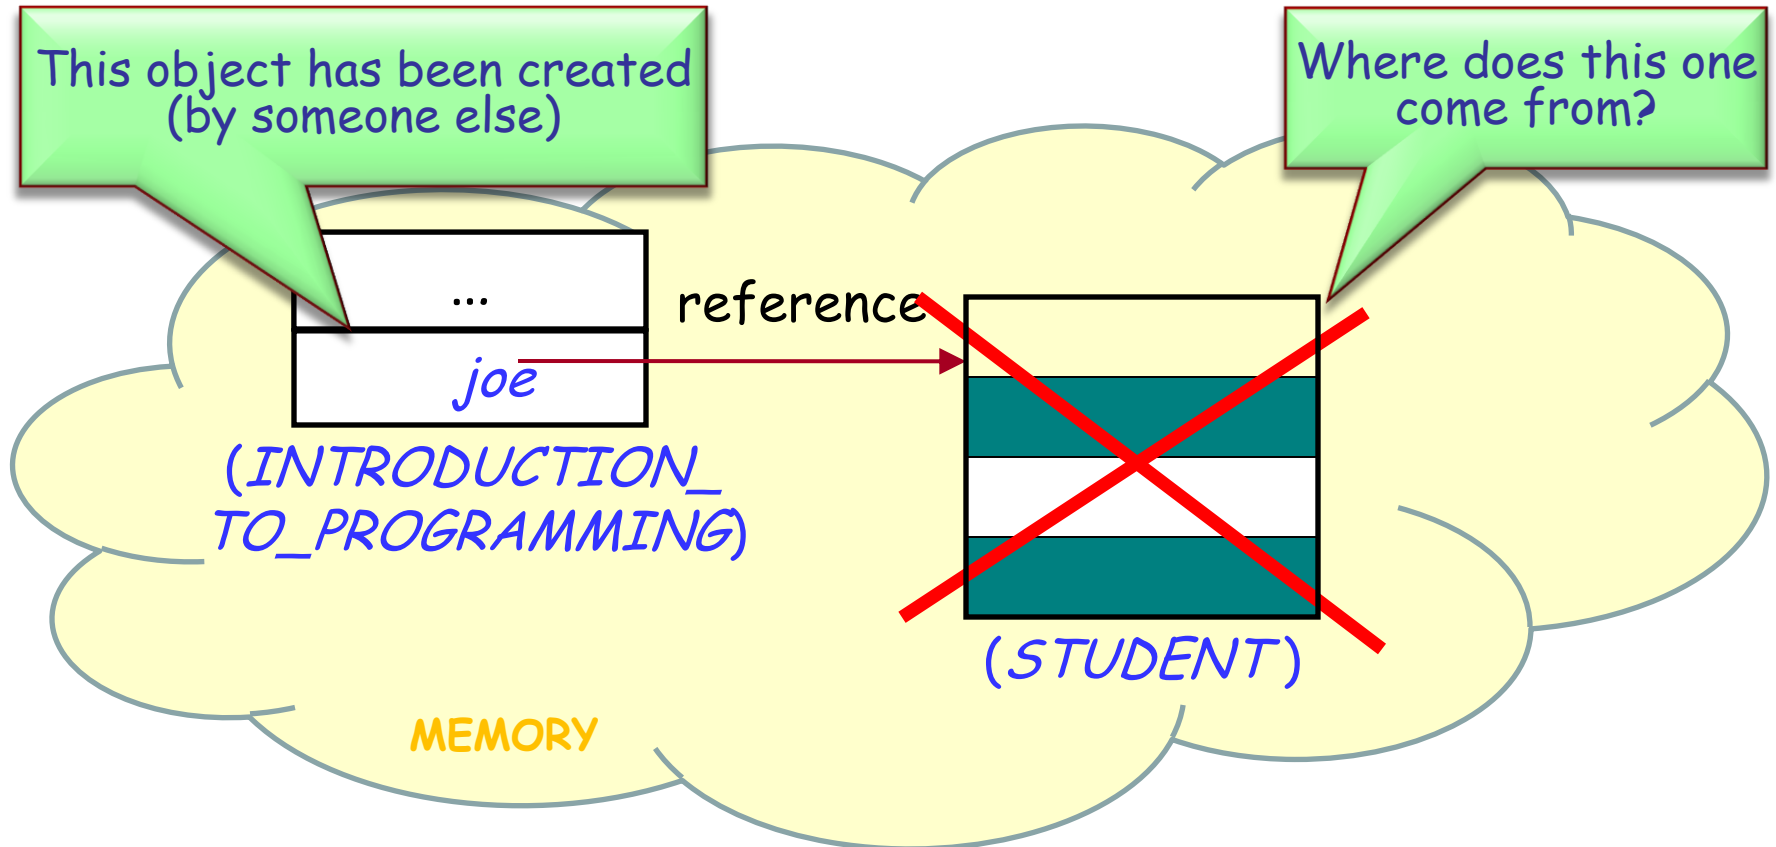 This object has been created
(by someone else)
Where does this one
come from?
...
reference
joe
(INTRODUCTION_
TO_PROGRAMMING)
(STUDENT)
MEMORY